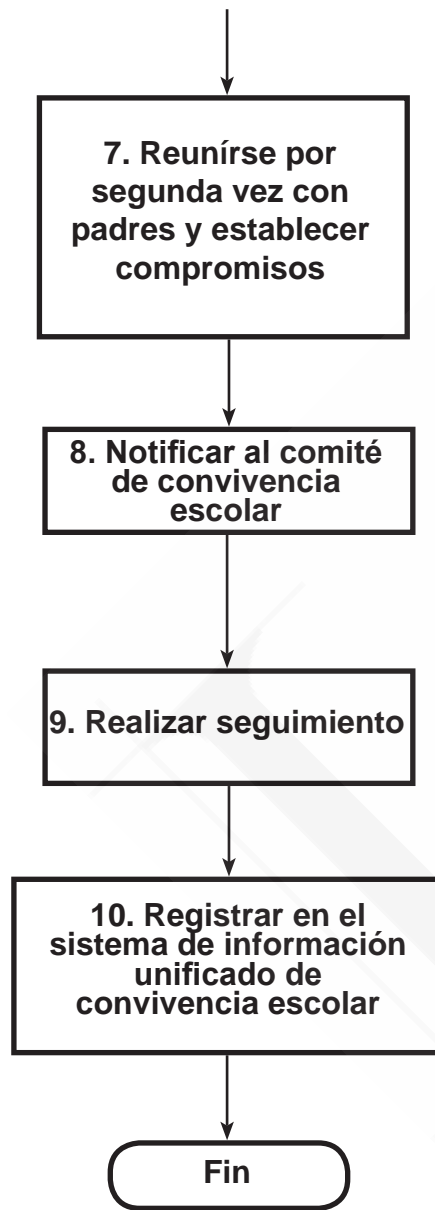 7. Reunírse por
segunda vez con
padres y establecer
compromisos
8. Notificar al comité
de convivencia
escolar
9. Realizar seguimiento
10. Registrar en el
sistema de información
unificado de
convivencia escolar
Fin